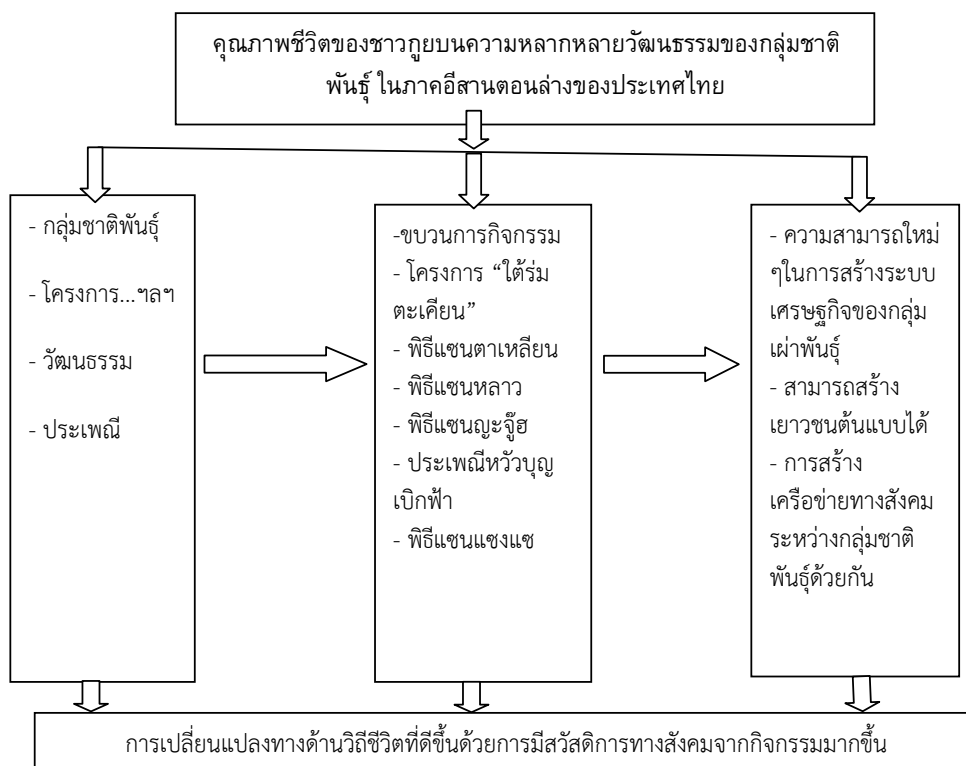 คุณภาพชีวิตของชาวกูยบนความหลากหลายวัฒนธรรมของกลุ่มชาติ
พันธุ์ ในภาคอีสานตอนล่างของประเทศไทย
- กลุ่มชาติพันธุ์
- โครงการ...ฯลฯ
- วัฒนธรรม
- ประเพณี
-ขบวนการกิจกรรม
- โครงการ “ใต้ร่ม
ตะเคียน”
- พิธีแซนตาเหลียน
- พิธีแซนหลาว
- พิธีแซนญะจู๊ฮ
- ประเพณีหว้วบุญ
เบิกฟ้า
- พิธีแซนแซงแซ
- ความสามารถใหม่
ๆในการสร้างระบบ
เศรษฐกิจของกลุ่ม
เผ่าพันธุ์
- สามารถสร้าง
เยาวชนต้นแบบได้
- การสร้าง
เครือข่ายทางสังคม
ระหว่างกลุ่มชาติ
พันธุ์ด้วยกัน
การเปลี่ยนแปลงทางด้านวิถีชีวิตที่ดีขึ้นด้วยการมีสวัสดิการทางสังคมจากกิจกรรมมากขึ้น